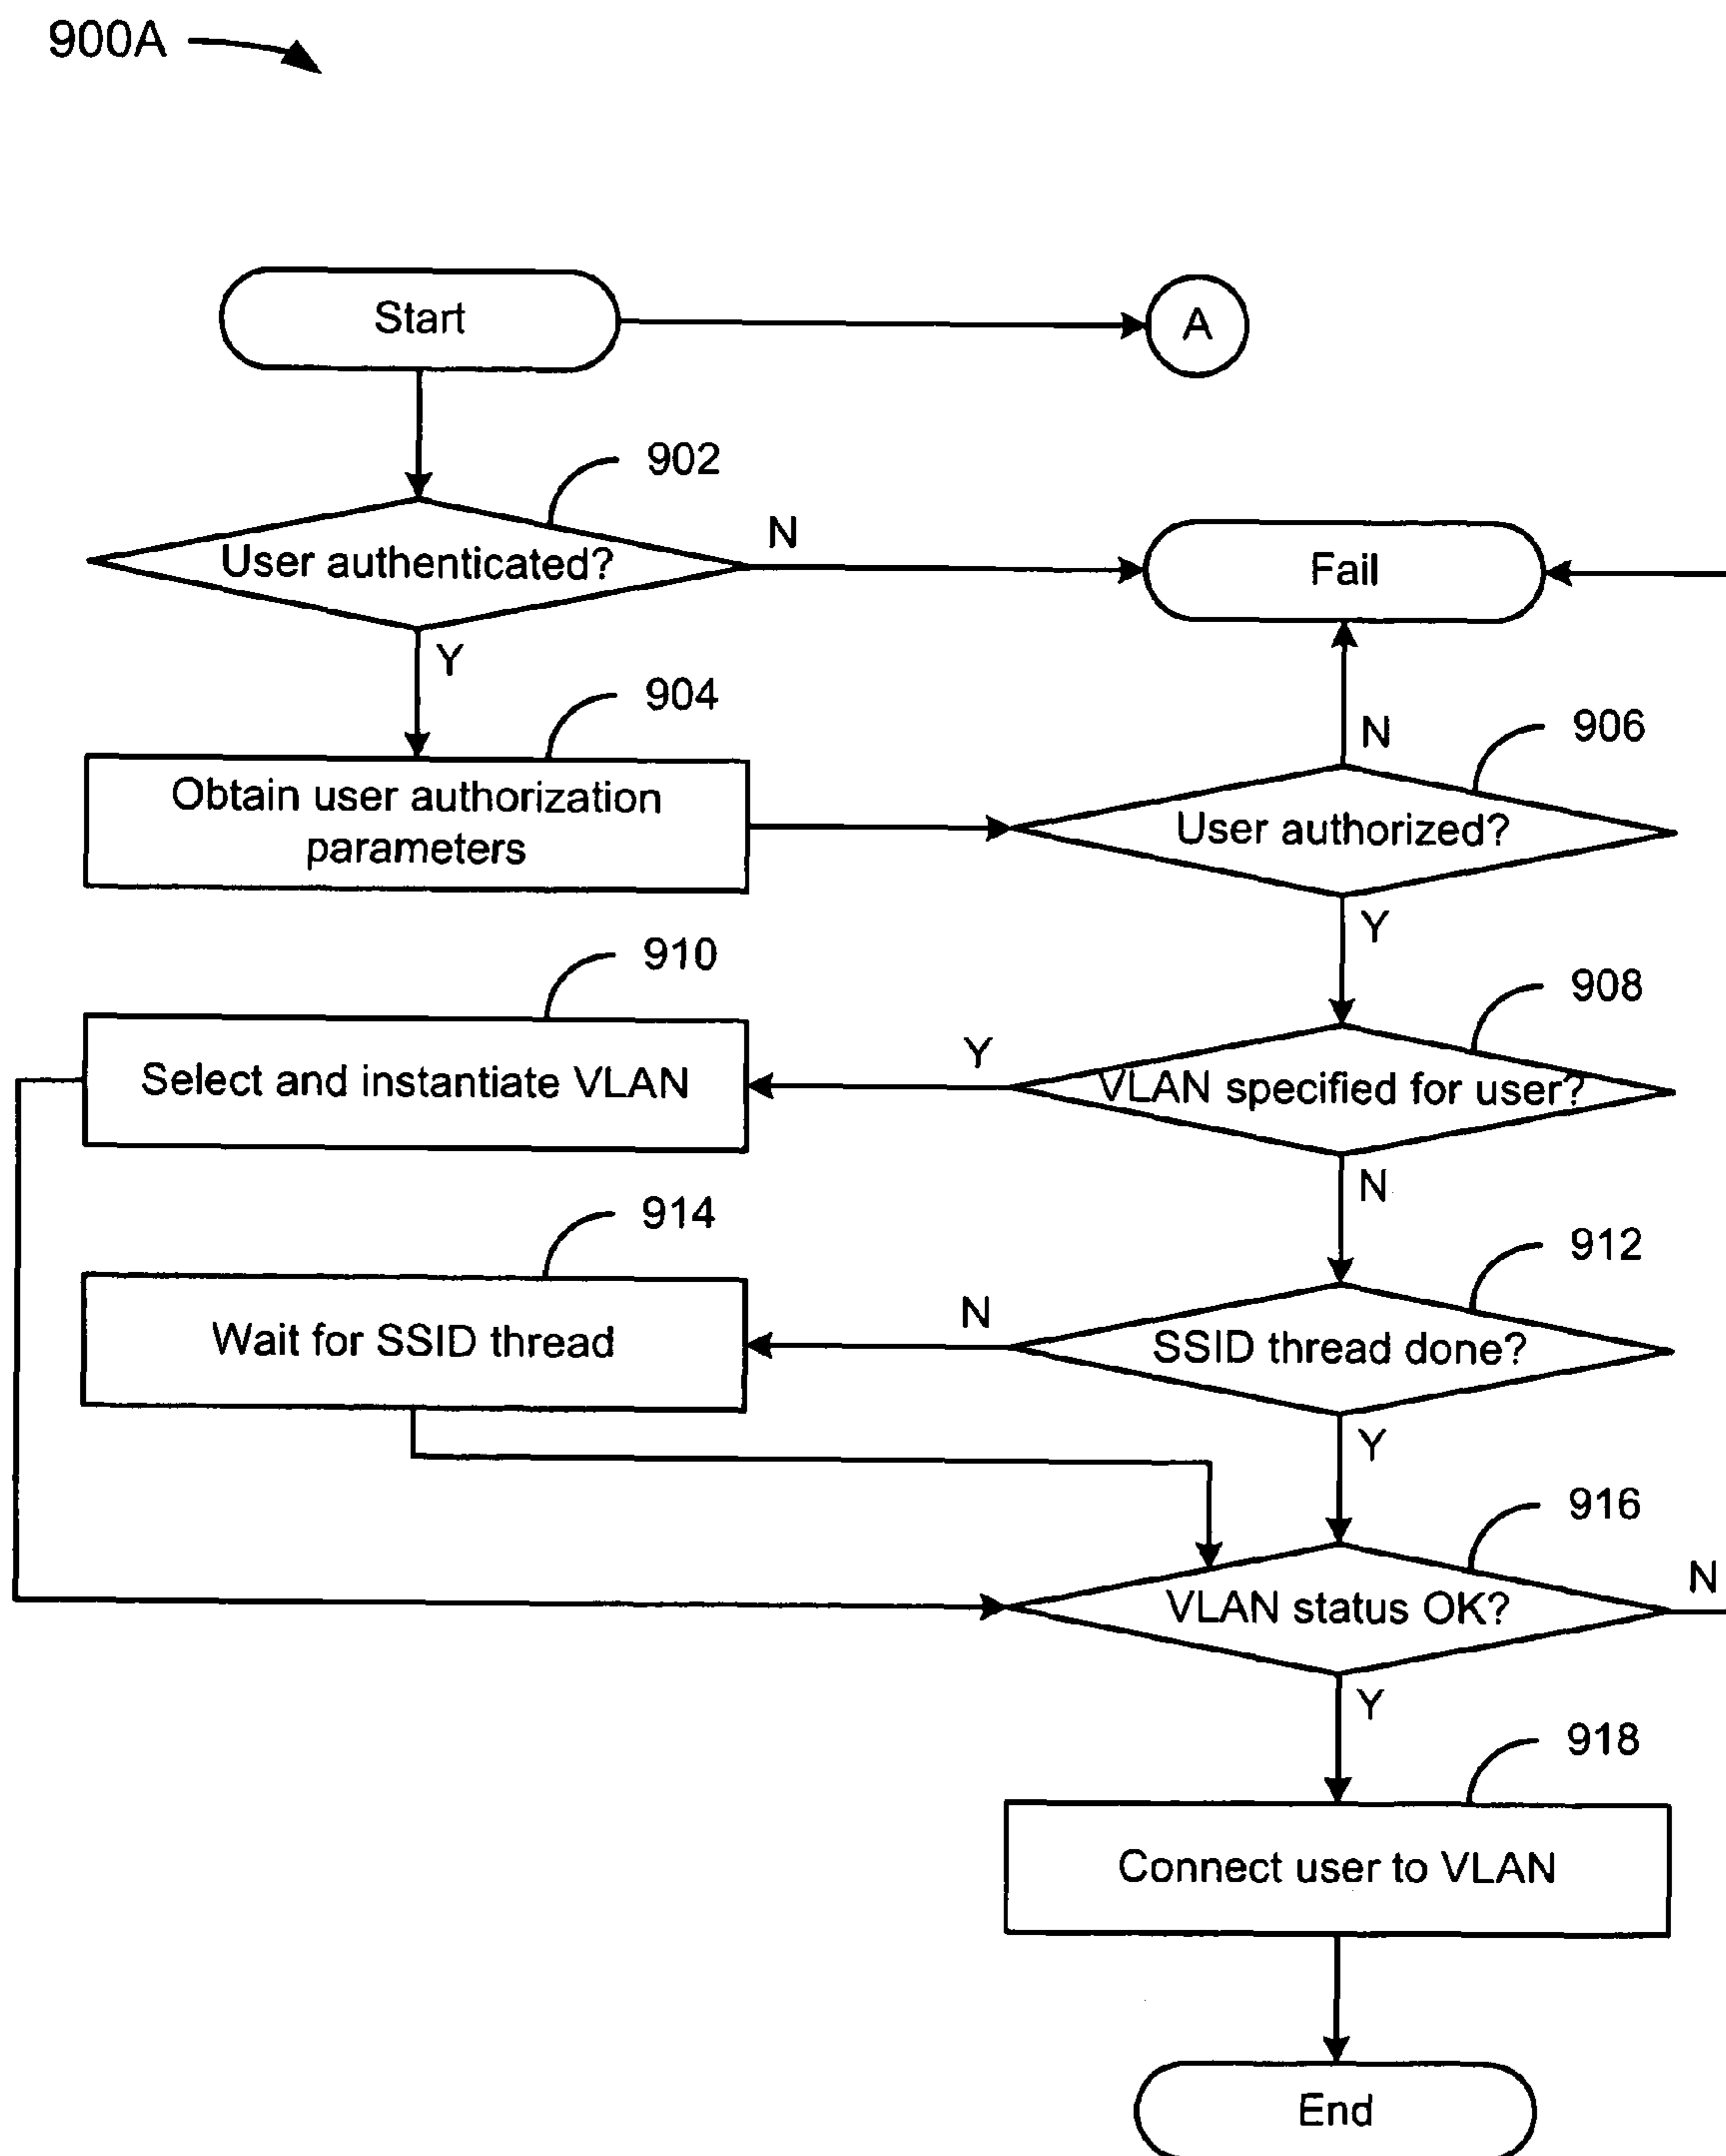 900A
Start
A
902
User authenticated?
N
Fail
Y
904
Obtain user authorization
parameters
N
906
User authorized?
Y
910
Select and instantiate VLAN
908
Y
VLAN specified for user?
N
914
Wait for SSID thread
912
N
SSID thread done?
Y
916
VLAN status OK?
N
Y
918
Connect user to VLAN
End